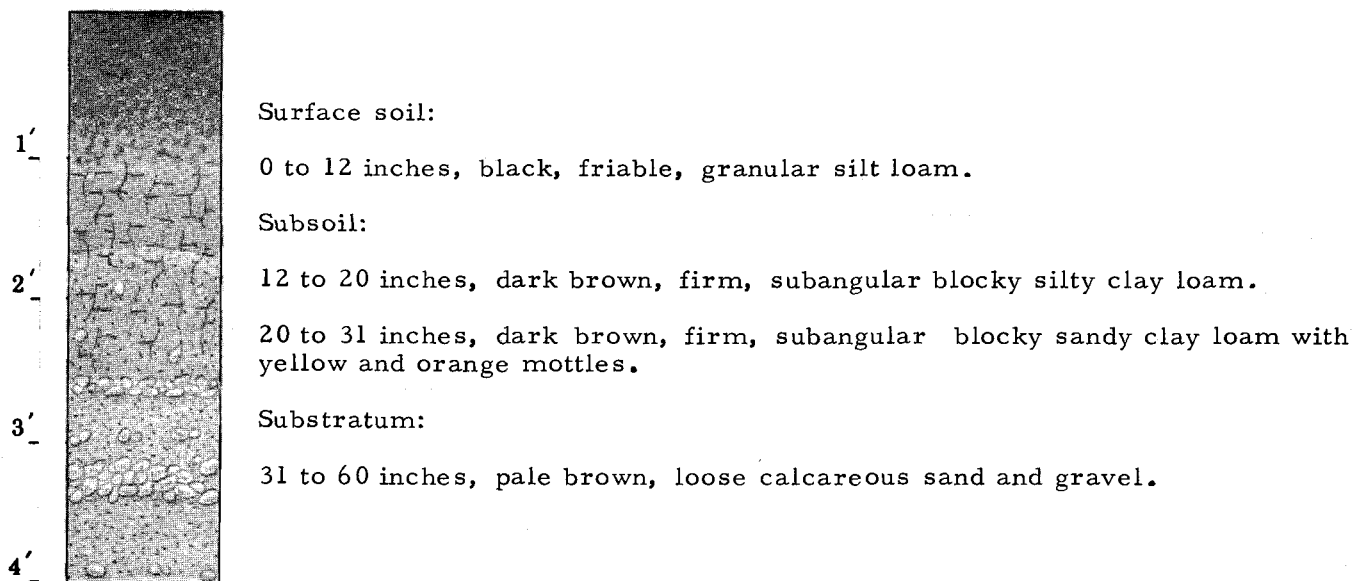 Surface soil:
1'
0 to 12 inches, black, friable, granular silt loam.
Subsoil:
2'
12 to 20 inches, dark brown, firm, subangular blocky silty clay loam.
20 to 31 inches, dark brown, firm, subangular blocky sandy clay loam with
yellow and orange mottles.
3'
Substratum:
31 to 60 inches, pale brown, loose calcareous sand and gravel.
4'